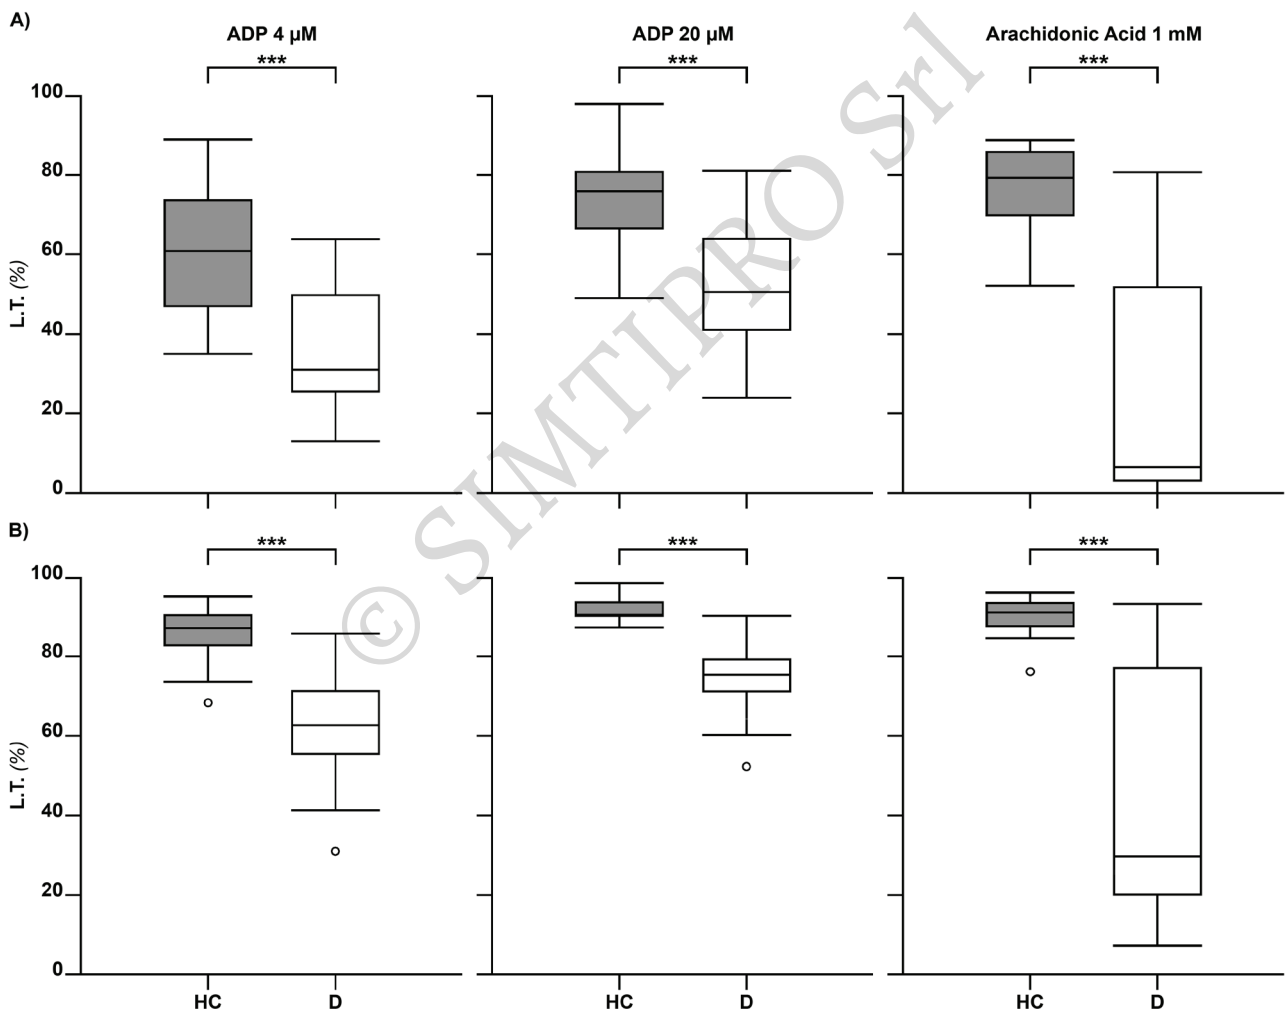 A)
ADP 4 µM
ADP 20 µM
Arachidonic Acid 1 mM
***
***
***
100
80
60
40
20
0
L.T. (%)
B)
***
***
***
100
80
60
40
20
0
L.T. (%)
HC
D
HC
D
HC
D
© SIMTIPRO Srl